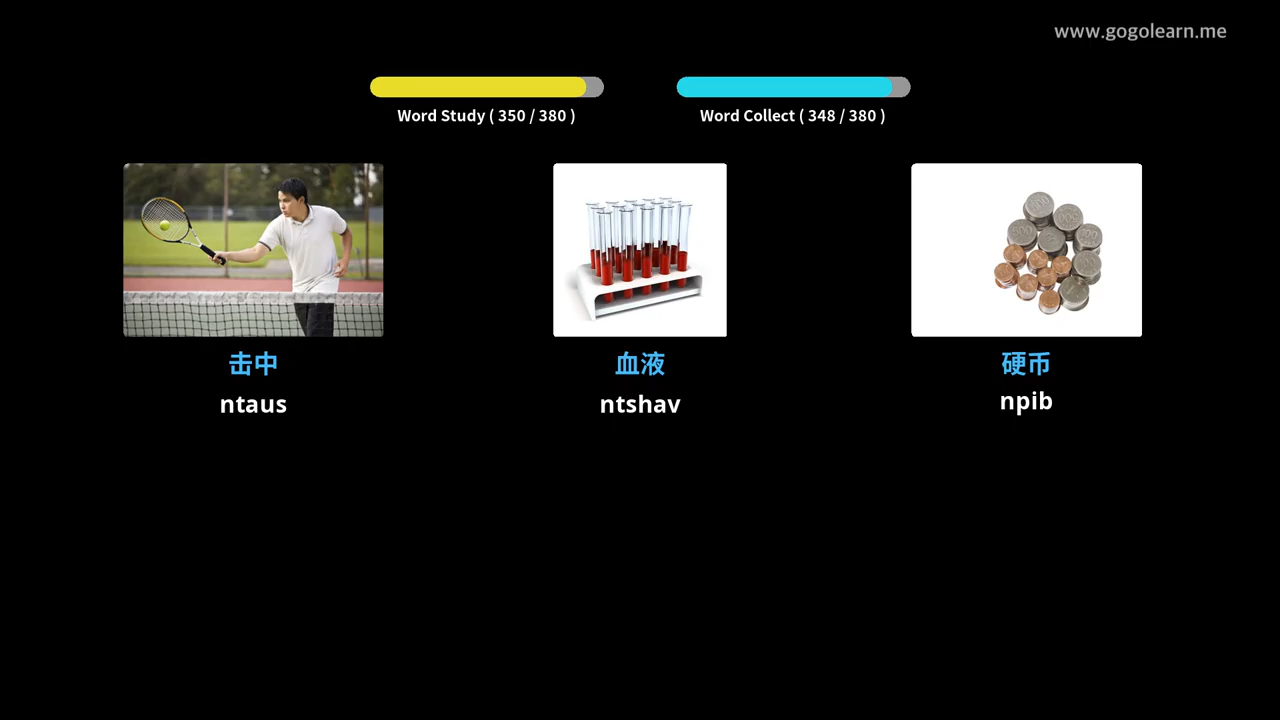 www.gogolearn.me
Word Study ( 350 / 380 )
Word Collect ( 348 / 380 )
击中
血液
硬币
ntaus
ntshav
npib